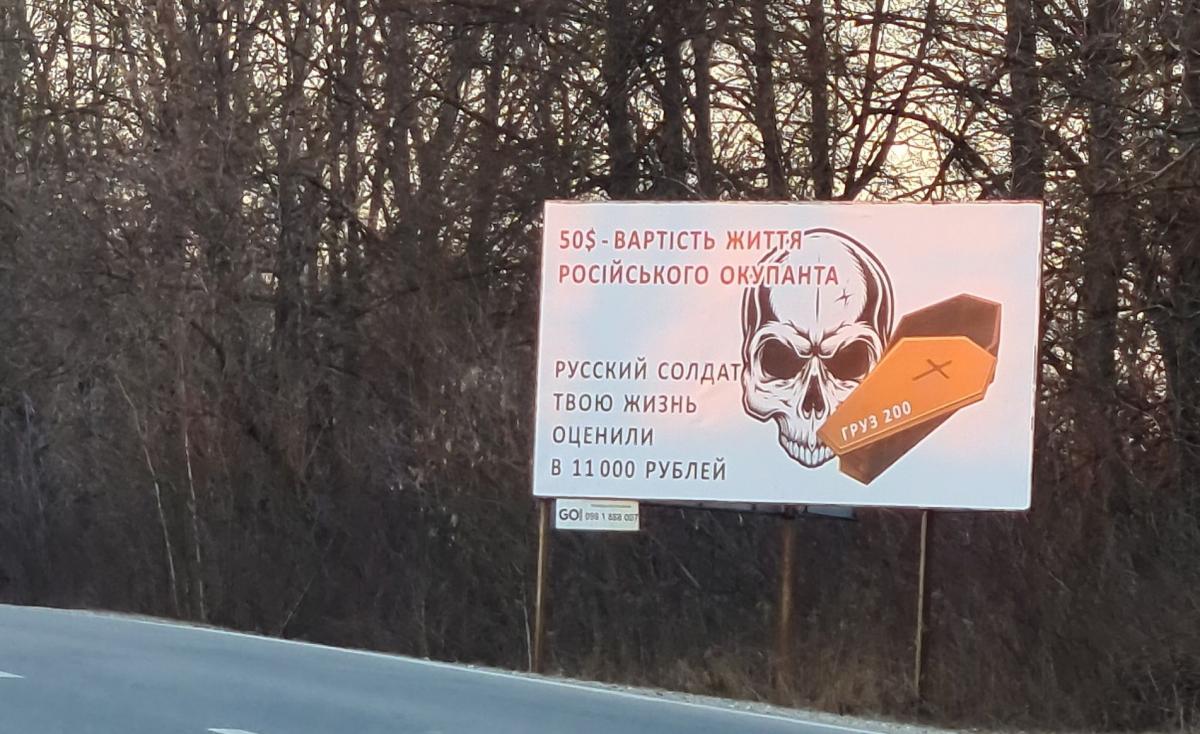 50$ - ВАРТІСТЬ ЖИТТЯ
РОСІЙСЬКОГО ОКУПАНТА
РУССКИЙ СОЛДАТ
ТВОЮ ЖИЗНЬ
ОЦЕНИЛИ
В 11 000 РУБЛЕЙ
ГРУЗ 200
GO!